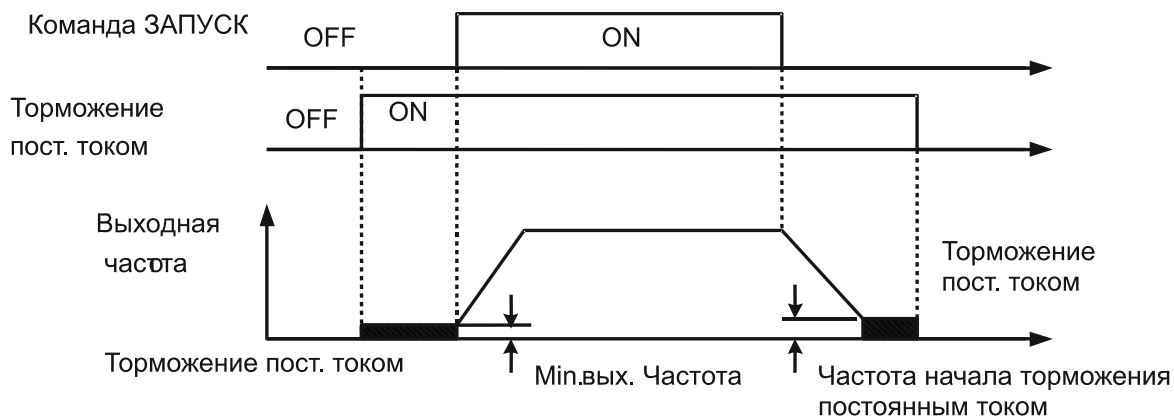 Команда ЗАПУСК
OFF
ON
Торможение
пост. током
OFF
ON
Выходная
частота
Торможение
пост. током
Торможение пост. током
Min.вых. Частота
Частота начала торможения
постоянным током